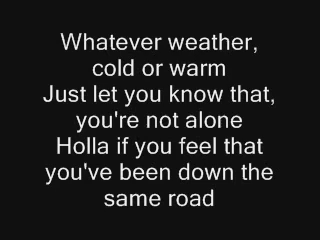 Whatever weather,
cold or warm
Just let you know that,
you're not alone
Holla if you feel that
you've been down the
same road